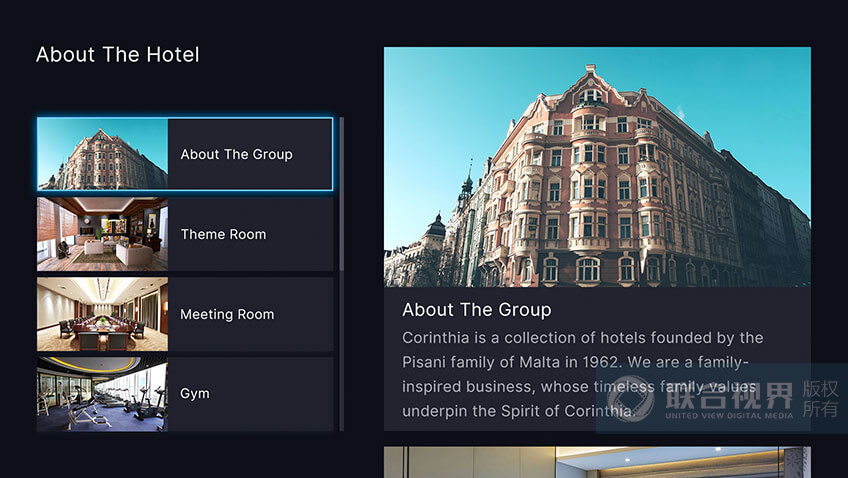 About The Hotel
About The Group
Theme Room
Meeting Room
Gym
About The Group
Corinthia is a collection of hotels founded by the
Pisani family of Malta in 1962. We are a family-
inspired business, whose timeless family values
underpin the Spirit of Corinthia.
联合视界
UNITED VIEW DIGITAL MEDIA
版权
所有